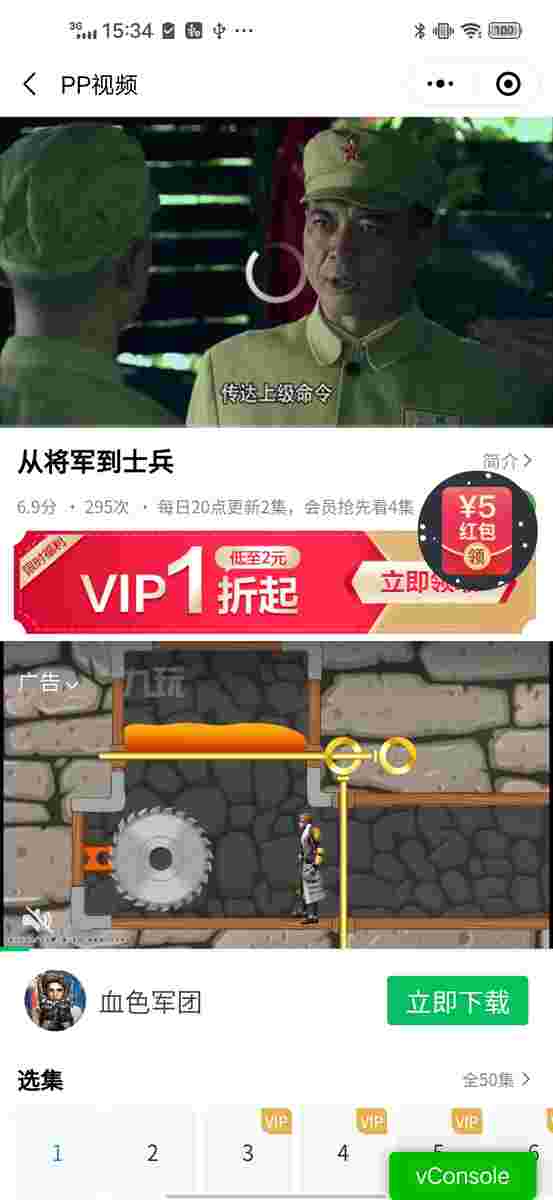 3G 15:34 100
PP视频
传达上级命令
从将军到士兵
简介
6.9分 · 295次 · 每日20点更新2集，会员抢先看4集
¥5
红包
领
限时福利
VIP1折起
低至2元
立即领
广告
九玩
血色军团
立即下载
选集
全50集
VIP VIP VIP
1 2 3 4 5 6
vConsole